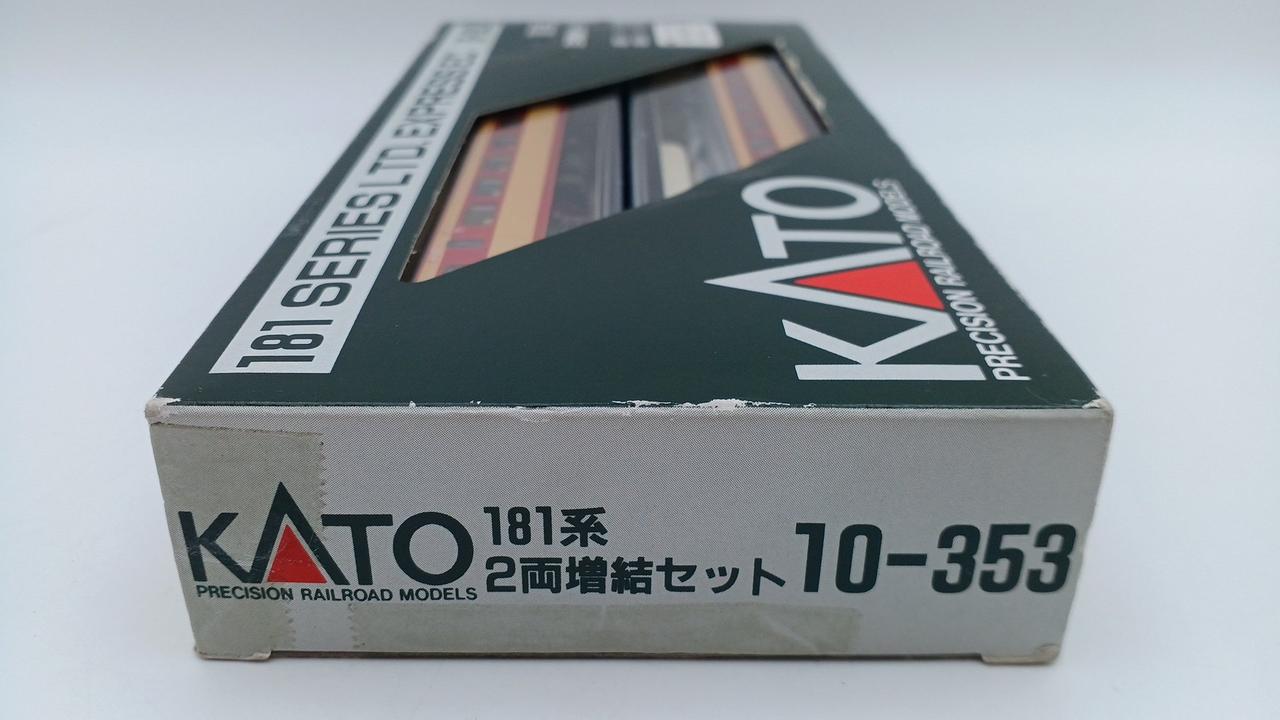 181 SERIES LTD. EXPRESS EC
KATO
PRECISION RAILROAD MODELS
KATO
PRECISION RAILROAD MODELS
181系
2両増結セット
10-353